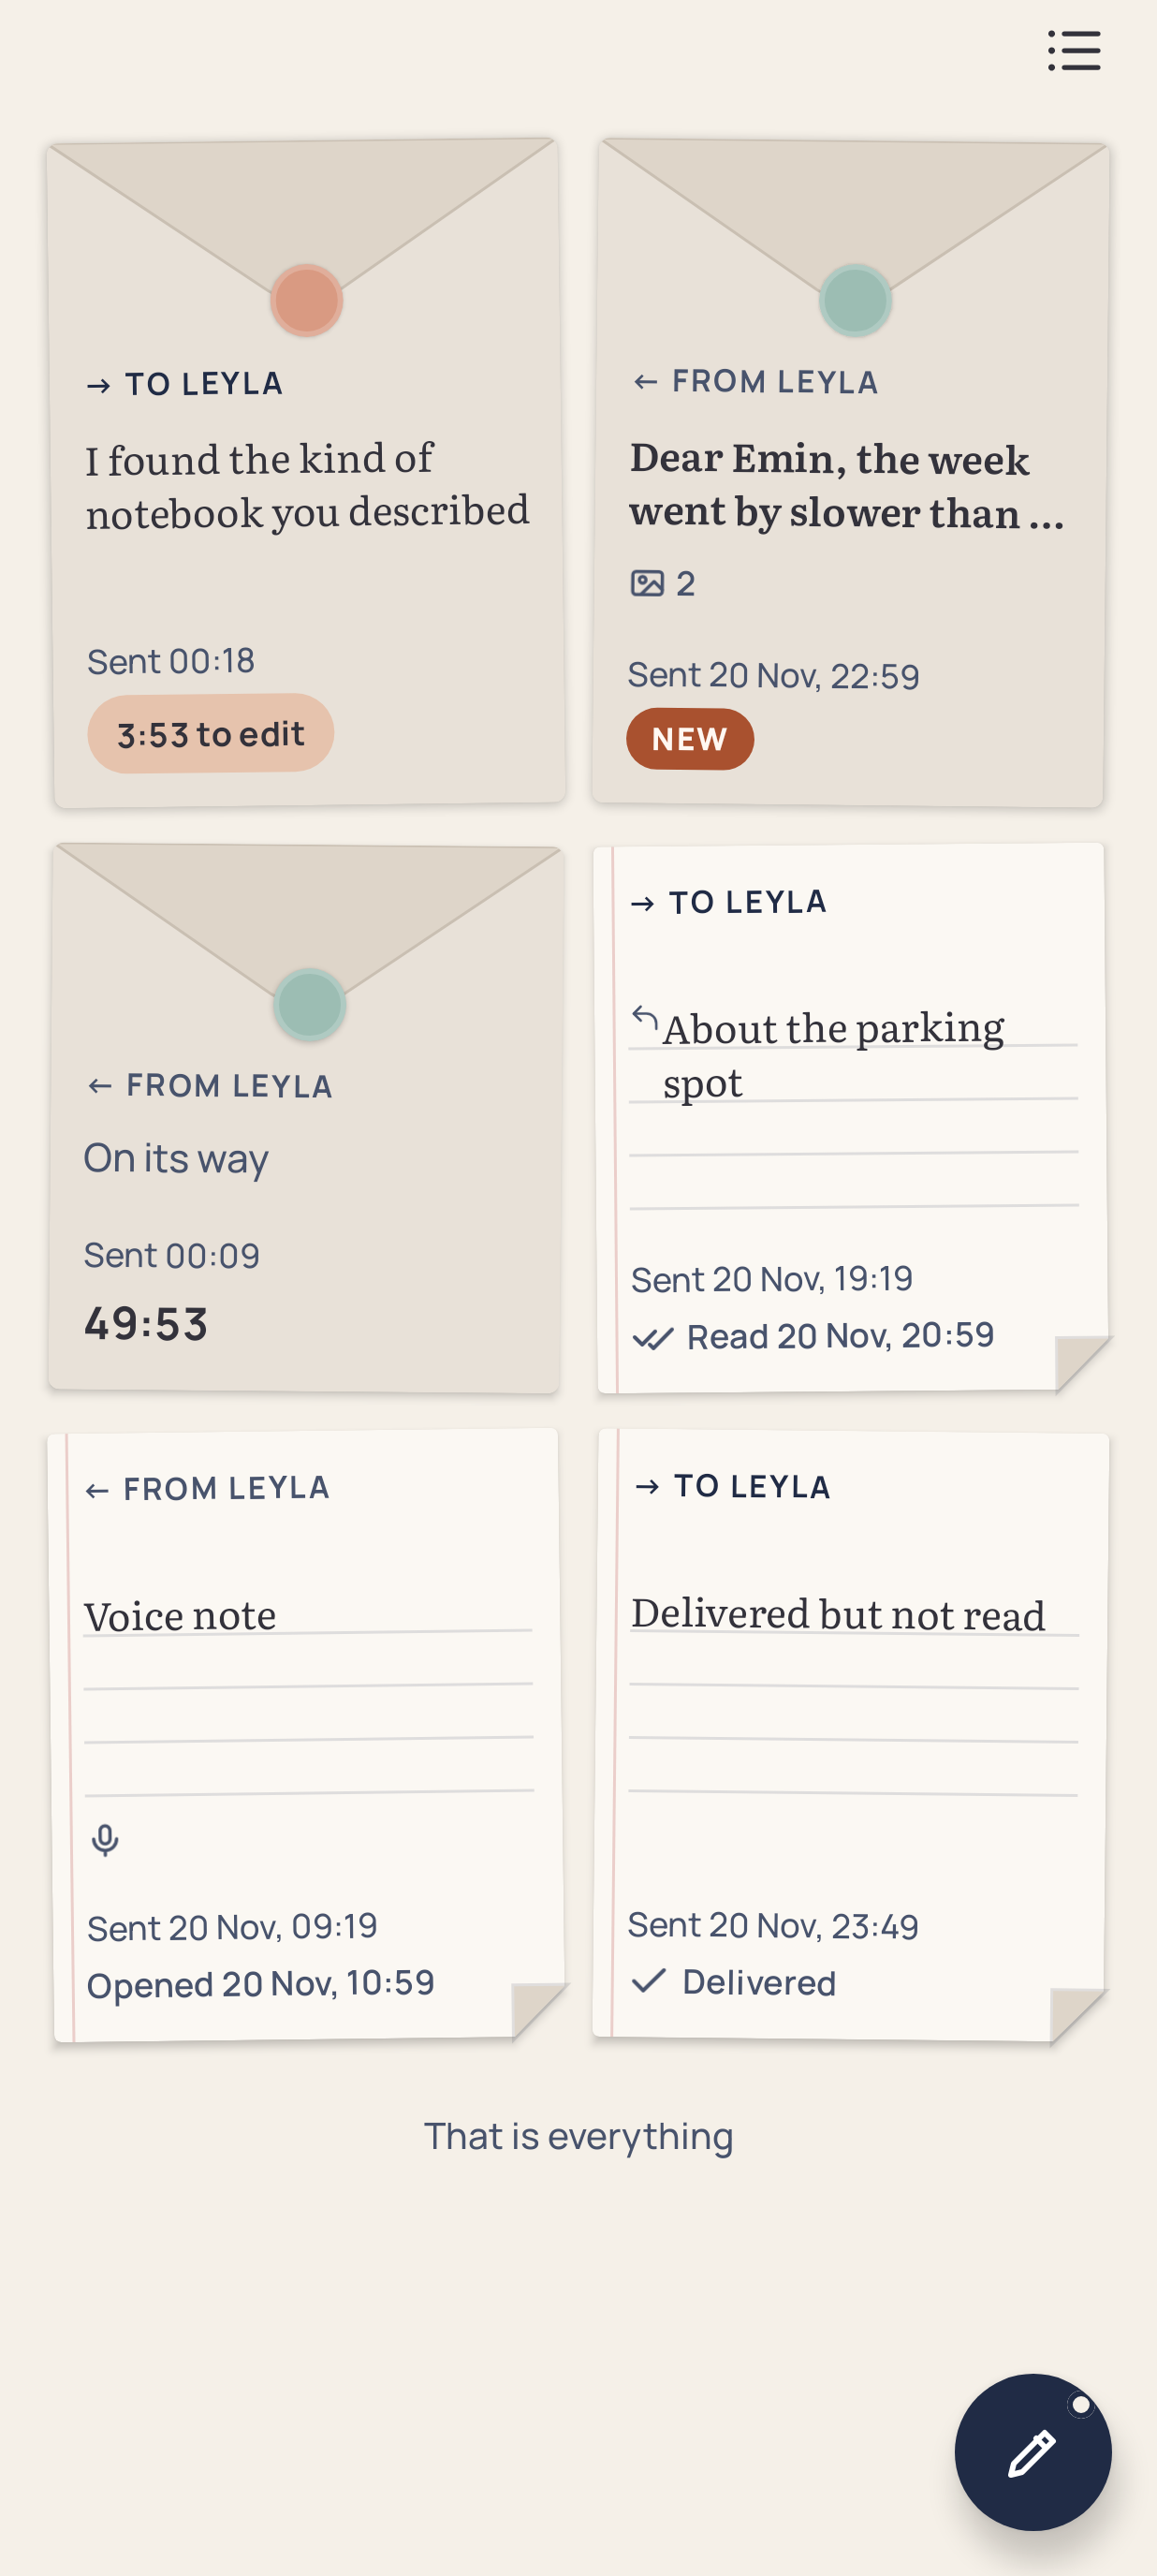 → TO LEYLA
I found the kind of
notebook you described
Sent 00:18
3:53 to edit
← FROM LEYLA
Dear Emin, the week
went by slower than ...
2
Sent 20 Nov, 22:59
NEW
← FROM LEYLA
On its way
Sent 00:09
49:53
→ TO LEYLA
About the parking
spot
Sent 20 Nov, 19:19
Read 20 Nov, 20:59
← FROM LEYLA
Voice note
Sent 20 Nov, 09:19
Opened 20 Nov, 10:59
→ TO LEYLA
Delivered but not read
Sent 20 Nov, 23:49
Delivered
That is everything